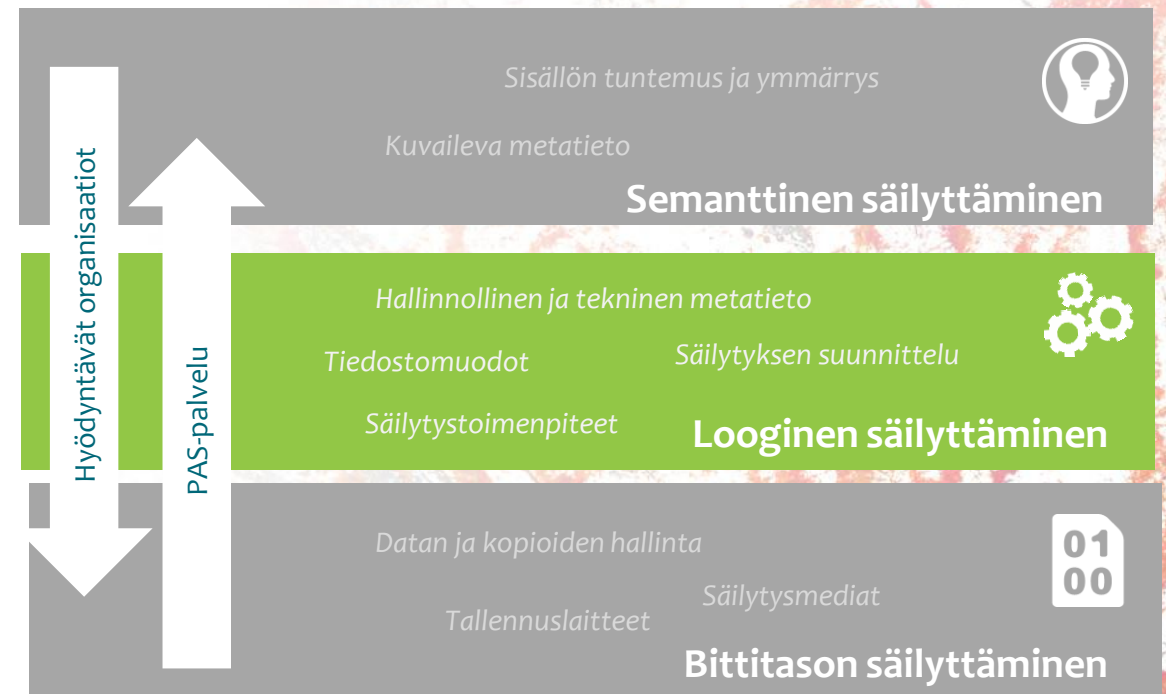 Sisällön tuntemus ja ymmärrys
Kuvaileva metatieto
Semanttinen säilyttäminen
Hyödyntävät organisaatiot
PAS-palvelu
Hallinnollinen ja tekninen metatieto
Tiedostomuodot
Säilytyksen suunnittelu
Säilytystoimenpiteet
Looginen säilyttäminen
Datan ja kopioiden hallinta
01
00
Säilytysmediat
Tallennuslaitteet
Bittitason säilyttäminen